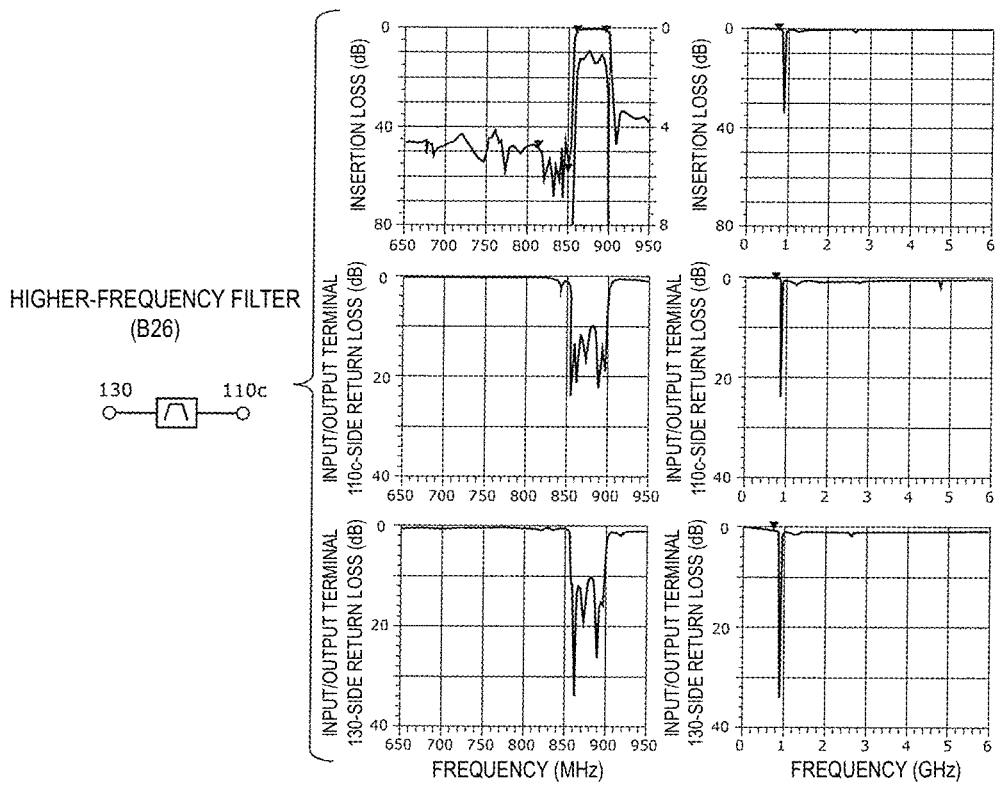 HIGHER-FREQUENCY FILTER
(B26)
130
110c
INSERTION LOSS (dB)
0
40
80
0
4
8
650 700 750 800 850 900 950
INSERTION LOSS (dB)
0
40
80
0 1 2 3 4 5 6
INPUT/OUTPUT TERMINAL
110c-SIDE RETURN LOSS (dB)
0
20
40
650 700 750 800 850 900 950
INPUT/OUTPUT TERMINAL
110c-SIDE RETURN LOSS (dB)
0
20
40
0 1 2 3 4 5 6
INPUT/OUTPUT TERMINAL
130-SIDE RETURN LOSS (dB)
0
20
40
650 700 750 800 850 900 950
FREQUENCY (MHz)
INPUT/OUTPUT TERMINAL
130-SIDE RETURN LOSS (dB)
0
20
40
0 1 2 3 4 5 6
FREQUENCY (GHz)